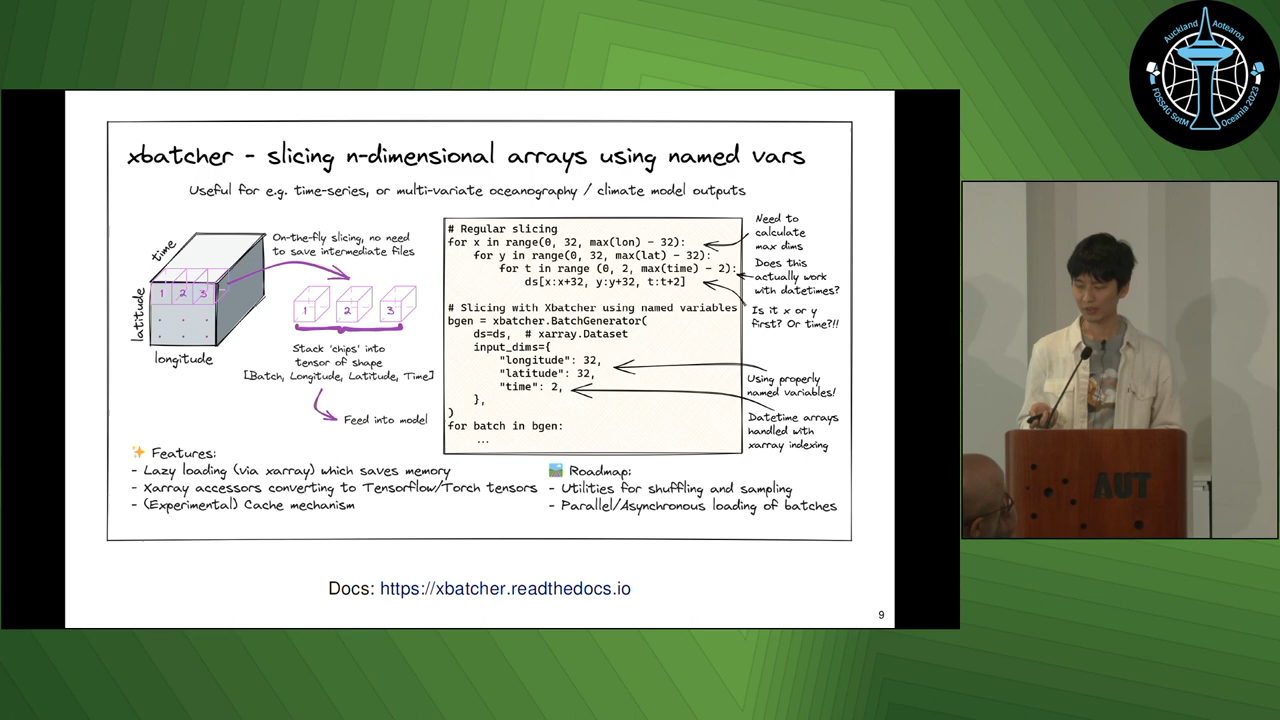 xbatcher - slicing n-dimensional arrays using named vars
Useful for e.g. time-series, or multi-variate oceanography / climate model outputs
time
latitude
longitude
1 2 3
On-the-fly slicing, no need
to save intermediate files
1 2 3
Stack 'chips' into
tensor of shape
[Batch, Longitude, Latitude, Time]
Feed into model
# Regular slicing
for x in range(0, 32, max(lon) - 32):
for y in range(0, 32, max(lat) - 32):
for t in range (0, 2, max(time) - 2):
ds[x:x+32, y:y+32, t:t+2]
# Slicing with Xbatcher using named variables
bgen = xbatcher.BatchGenerator(
ds=ds, # xarray.Dataset
input_dims={
"longitude": 32,
"latitude": 32,
"time": 2,
},
)
for batch in bgen:
...
Need to
calculate
max dims
Does this
actually work
with datetimes?
Is it x or y
first? Or time?!!
Using properly
named variables!
Datetime arrays
handled with
xarray indexing
✨ Features:
- Lazy loading (via xarray) which saves memory
- Xarray accessors converting to Tensorflow/Torch tensors
- (Experimental) Cache mechanism
🏞️ Roadmap:
- Utilities for shuffling and sampling
- Parallel/Asynchronous loading of batches
Docs: https://xbatcher.readthedocs.io
9
Auckland Aotearoa
FOSS4G SotM Oceania 2023
AUT